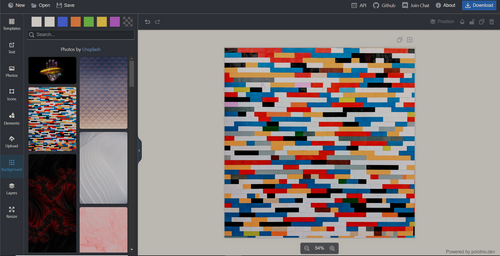 New Open Save
API Github Join Chat About Download
Templates
Text
Photos
Icons
Elements
Upload
Background
Layers
Resize
Search...
Photos by Unsplash
Position
54%
Powered by polotno.dev